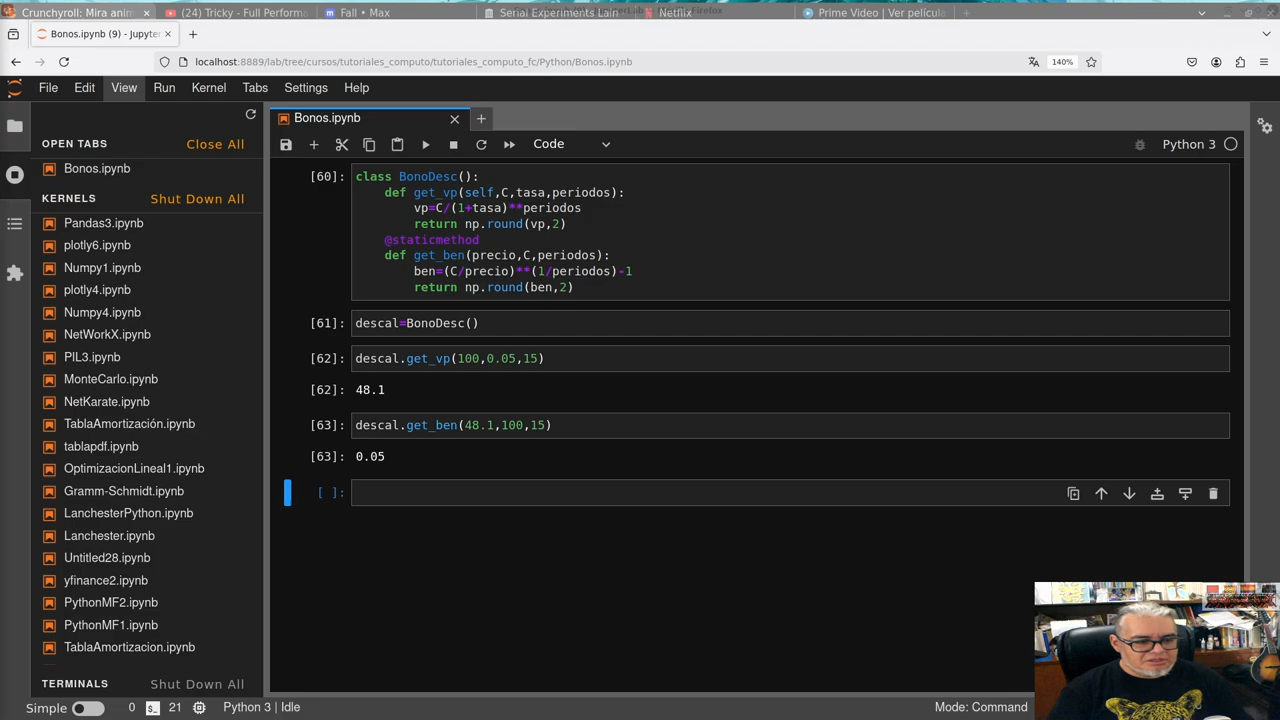 Crunchyroll: Mira anim
(24) Tricky - Full Performa
Fall • Max
Serial Experiments Lain
Netflix
Prime Video | Ver película
Bonos.ipynb (9) - Jupyter
localhost:8889/lab/tree/cursos/tutoriales_computo/tutoriales_computo_fc/Python/Bonos.ipynb
140%
File Edit View Run Kernel Tabs Settings Help
Bonos.ipynb
OPEN TABS Close All
Code
Python 3
Bonos.ipynb
KERNELS Shut Down All
Pandas3.ipynb
plotly6.ipynb
Numpy1.ipynb
plotly4.ipynb
Numpy4.ipynb
NetWorkX.ipynb
PIL3.ipynb
MonteCarlo.ipynb
NetKarate.ipynb
TablaAmortización.ipynb
tablapdf.ipynb
OptimizacionLineal1.ipynb
Gramm-Schmidt.ipynb
LanchesterPython.ipynb
Lanchester.ipynb
Untitled28.ipynb
yfinance2.ipynb
PythonMF2.ipynb
PythonMF1.ipynb
TablaAmortizacion.ipynb
TERMINALS Shut Down All
[60]: class BonoDesc():
def get_vp(self,C,tasa,periodos):
vp=C/(1+tasa)**periodos
return np.round(vp,2)
@staticmethod
def get_ben(precio,C,periodos):
ben=(C/precio)**(1/periodos)-1
return np.round(ben,2)
[61]: descal=BonoDesc()
[62]: descal.get_vp(100,0.05,15)
[62]: 48.1
[63]: descal.get_ben(48.1,100,15)
[63]: 0.05
[ ]:
Simple 0 21 Python 3 | Idle Mode: Command